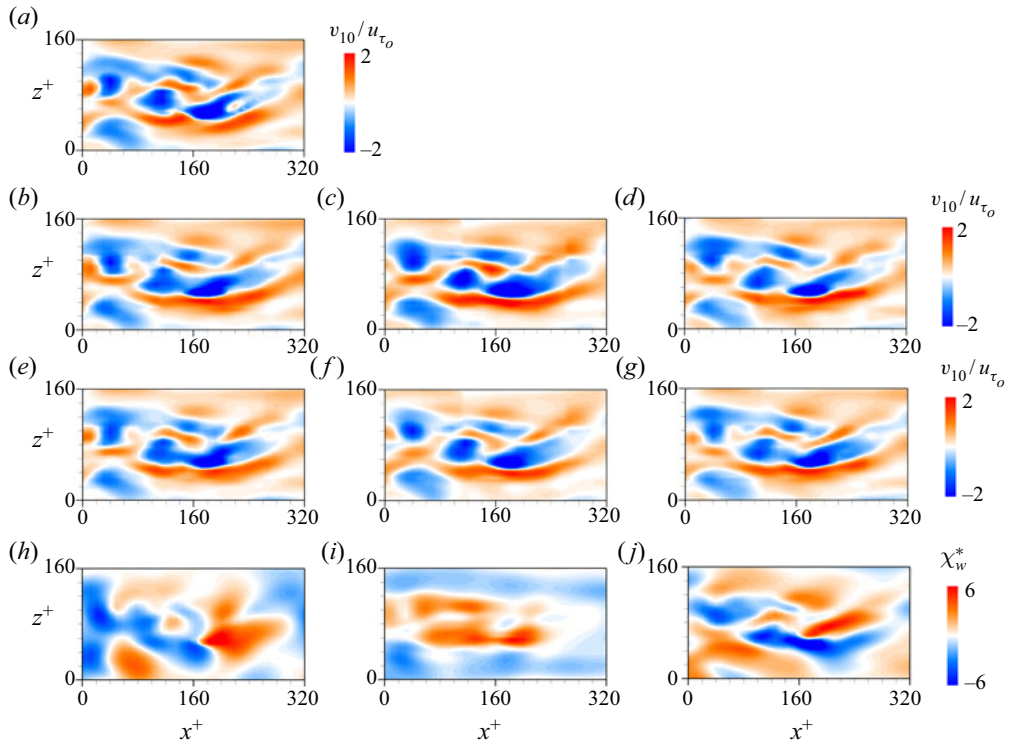 (a)
v10/uτo
160
2
z+
0
–2
0 160 320
(b) (c) (d)
v10/uτo
160 160 160
2
z+
0 0 0
–2
0 160 320 0 160 320 0 160 320
(e) (f) (g)
v10/uτo
160 160 160
2
z+
0 0 0
–2
0 160 320 0 160 320 0 160 320
(h) (i) (j)
χ*w
160 160 160
6
z+
0 0 0
–6
0 160 320 0 160 320 0 160 320
x+ x+ x+